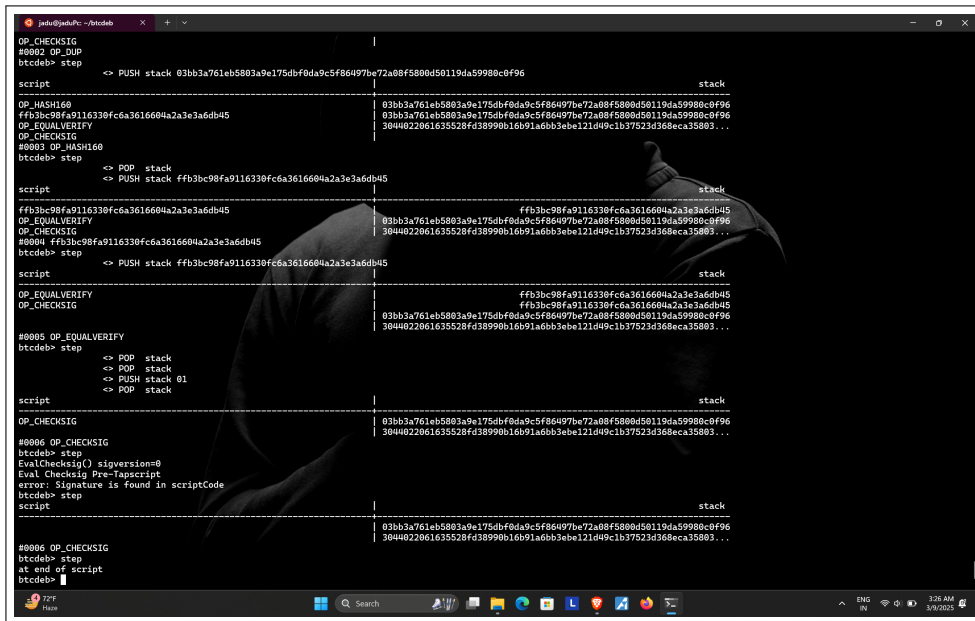 jadu@jaduPc: ~/btcdeb
OP_CHECKSIG |
#0002 OP_DUP
btcdeb> step
<> PUSH stack 03bb3a761eb5803a9e175dbf0da9c5f86497be72a08f5800d50119da59980c0f96
script | stack
OP_HASH160 | 03bb3a761eb5803a9e175dbf0da9c5f86497be72a08f5800d50119da59980c0f96
ffb3bc98fa9116330fc6a3616604a2a3e3a6db45 | 03bb3a761eb5803a9e175dbf0da9c5f86497be72a08f5800d50119da59980c0f96
OP_EQUALVERIFY | 3044022061635528fd38990b16b91a6bb3ebe121d49c1b37523d368eca35803...
OP_CHECKSIG |
#0003 OP_HASH160
btcdeb> step
<> POP stack
<> PUSH stack ffb3bc98fa9116330fc6a3616604a2a3e3a6db45
script | stack
ffb3bc98fa9116330fc6a3616604a2a3e3a6db45 | ffb3bc98fa9116330fc6a3616604a2a3e3a6db45
OP_EQUALVERIFY | 03bb3a761eb5803a9e175dbf0da9c5f86497be72a08f5800d50119da59980c0f96
OP_CHECKSIG | 3044022061635528fd38990b16b91a6bb3ebe121d49c1b37523d368eca35803...
#0004 ffb3bc98fa9116330fc6a3616604a2a3e3a6db45
btcdeb> step
<> PUSH stack ffb3bc98fa9116330fc6a3616604a2a3e3a6db45
script | stack
OP_EQUALVERIFY | ffb3bc98fa9116330fc6a3616604a2a3e3a6db45
OP_CHECKSIG | ffb3bc98fa9116330fc6a3616604a2a3e3a6db45
| 03bb3a761eb5803a9e175dbf0da9c5f86497be72a08f5800d50119da59980c0f96
| 3044022061635528fd38990b16b91a6bb3ebe121d49c1b37523d368eca35803...
#0005 OP_EQUALVERIFY
btcdeb> step
<> POP stack
<> POP stack
<> PUSH stack 01
<> POP stack
script | stack
OP_CHECKSIG | 03bb3a761eb5803a9e175dbf0da9c5f86497be72a08f5800d50119da59980c0f96
| 3044022061635528fd38990b16b91a6bb3ebe121d49c1b37523d368eca35803...
#0006 OP_CHECKSIG
btcdeb> step
EvalChecksig() sigversion=0
Eval Checksig Pre-Tapscript
error: Signature is found in scriptCode
btcdeb> step
script | stack
| 03bb3a761eb5803a9e175dbf0da9c5f86497be72a08f5800d50119da59980c0f96
| 3044022061635528fd38990b16b91a6bb3ebe121d49c1b37523d368eca35803...
#0006 OP_CHECKSIG
btcdeb> step
at end of script
btcdeb>
72°F
Haze
Search
L
ENG
IN
3:26 AM
3/9/2025